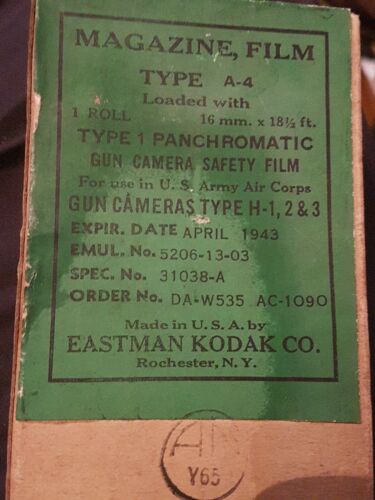 MAGAZINE, FILM
TYPE A-4
Loaded with
1 ROLL 16 mm. x 18½ ft.
TYPE 1 PANCHROMATIC
GUN CAMERA SAFETY FILM
For use in U. S. Army Air Corps
GUN CAMERAS TYPE H-1, 2 & 3
EXPIR. DATE APRIL 1943
EMUL. No. 5206-13-03
SPEC. No. 31038-A
ORDER No. DA-W535 AC-1090
Made in U. S. A. by
EASTMAN KODAK CO.
Rochester, N. Y.
Y65